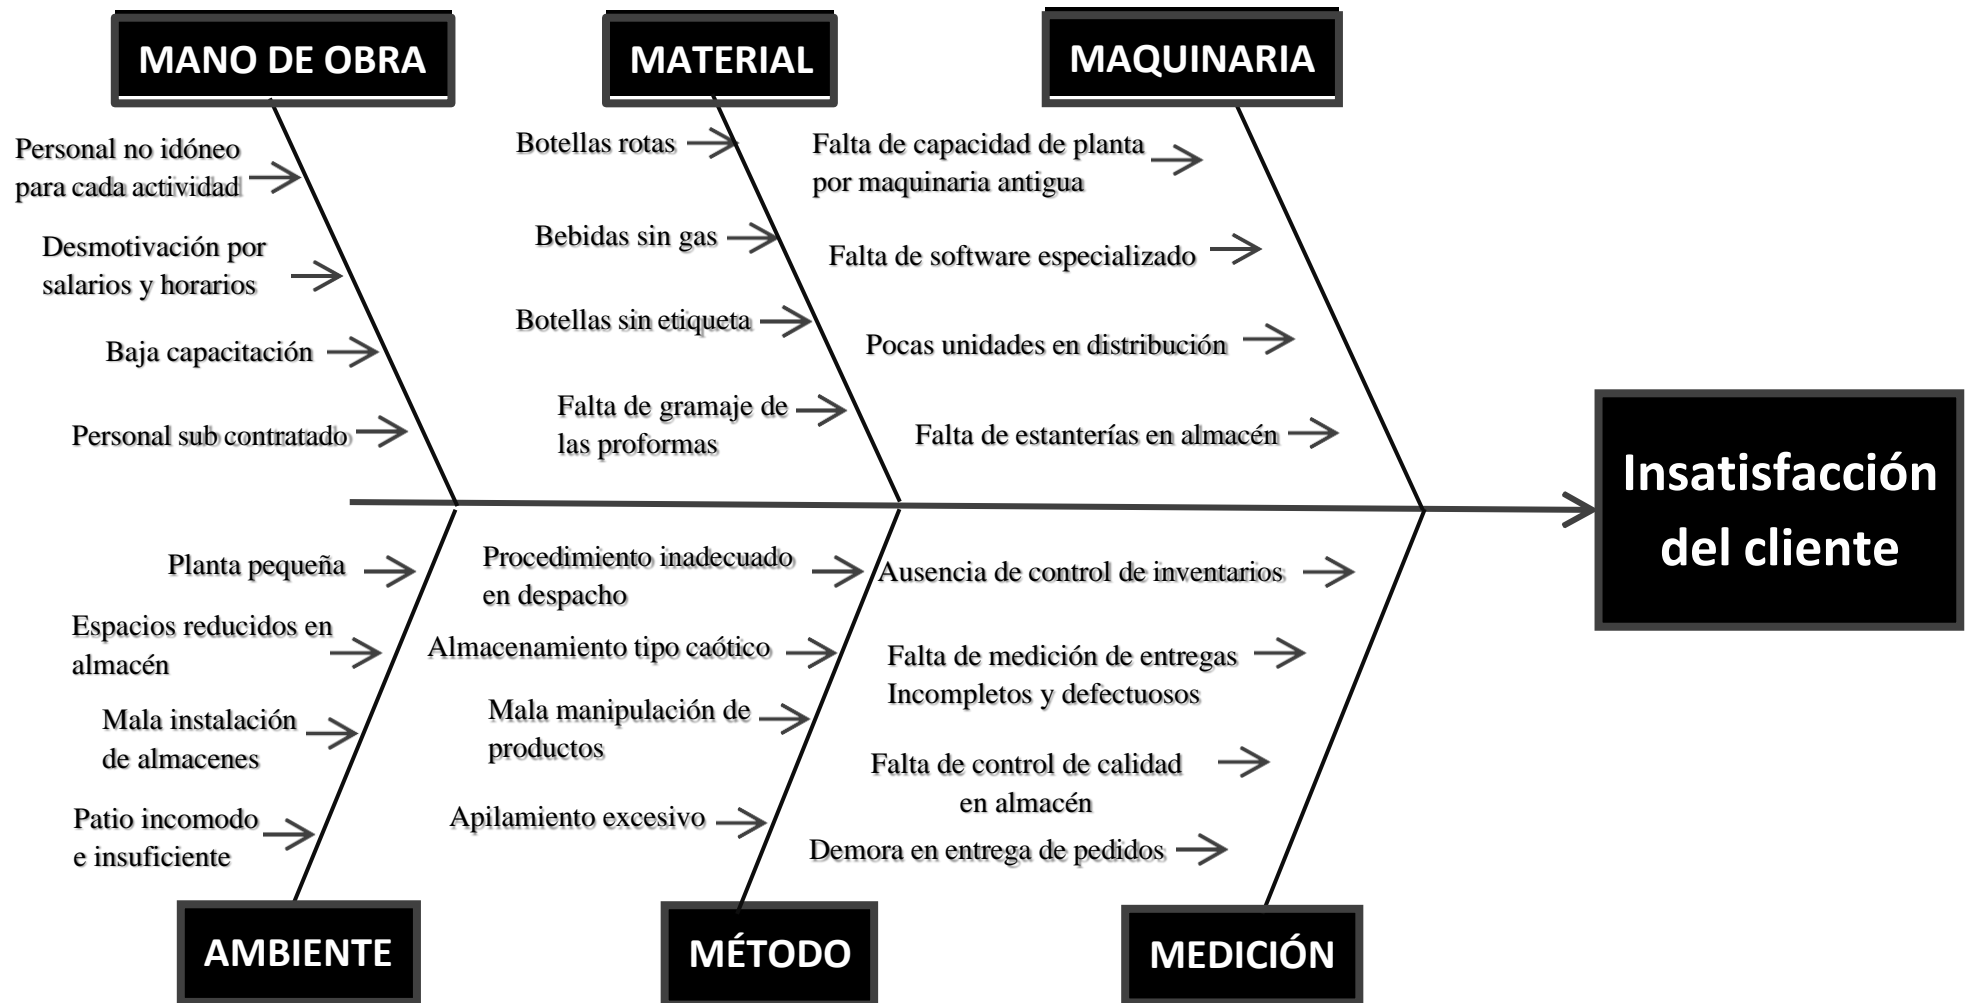 MANO DE OBRA
MATERIAL
MAQUINARIA
Personal no idóneo
para cada actividad
Desmotivación por
salarios y horarios
Baja capacitación
Personal sub contratado
Botellas rotas
Bebidas sin gas
Botellas sin etiqueta
Falta de gramaje de
las proformas
Falta de capacidad de planta
por maquinaria antigua
Falta de software especializado
Pocas unidades en distribución
Falta de estanterías en almacén
Insatisfacción
del cliente
Planta pequeña
Espacios reducidos en
almacén
Mala instalación
de almacenes
Patio incomodo
e insuficiente
Procedimiento inadecuado
en despacho
Almacenamiento tipo caótico
Mala manipulación de
productos
Apilamiento excesivo
Ausencia de control de inventarios
Falta de medición de entregas
Incompletos y defectuosos
Falta de control de calidad
en almacén
Demora en entrega de pedidos
AMBIENTE
MÉTODO
MEDICIÓN